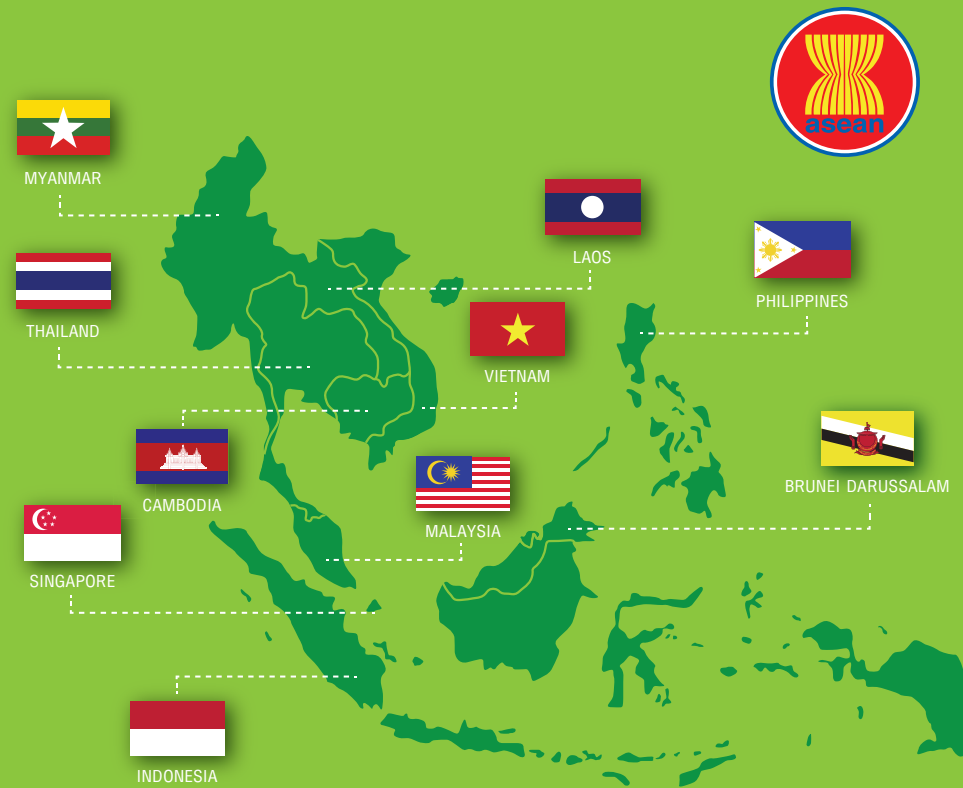 asean
MYANMAR
LAOS
PHILIPPINES
THAILAND
VIETNAM
CAMBODIA
BRUNEI DARUSSALAM
MALAYSIA
SINGAPORE
INDONESIA